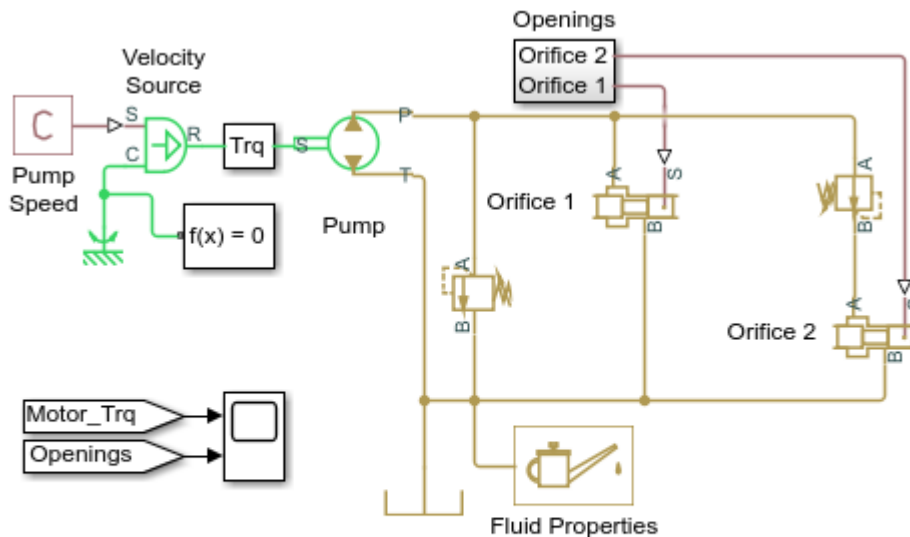 Openings
Orifice 2
Orifice 1
Velocity
Source
S
C
R
C
Trq
S
P
T
Pump
Speed
f(x) = 0
Pump
Orifice 1
A
S
B
A
B
A
B
Orifice 2
A
B
Motor_Trq
Openings
Fluid Properties